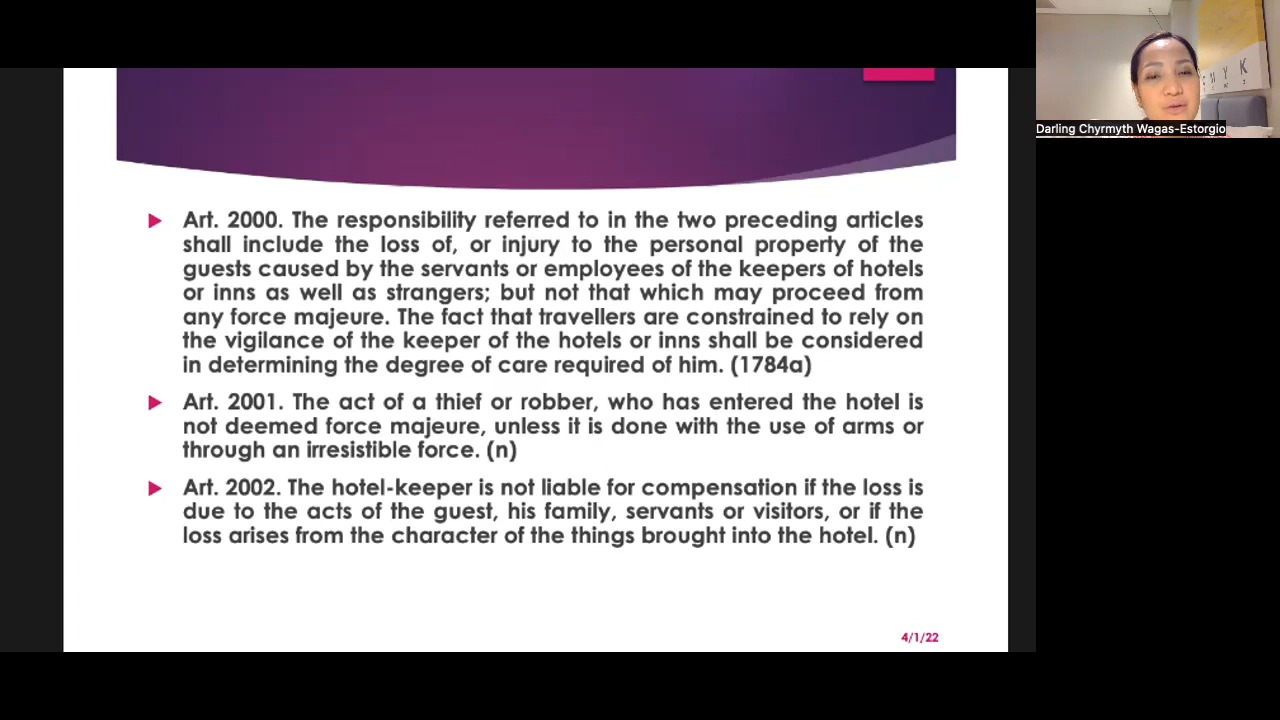 Art. 2000. The responsibility referred to in the two preceding articles
shall include the loss of, or injury to the personal property of the
guests caused by the servants or employees of the keepers of hotels
or inns as well as strangers; but not that which may proceed from
any force majeure. The fact that travellers are constrained to rely on
the vigilance of the keeper of the hotels or inns shall be considered
in determining the degree of care required of him. (1784a)
Art. 2001. The act of a thief or robber, who has entered the hotel is
not deemed force majeure, unless it is done with the use of arms or
through an irresistible force. (n)
Art. 2002. The hotel-keeper is not liable for compensation if the loss is
due to the acts of the guest, his family, servants or visitors, or if the
loss arises from the character of the things brought into the hotel. (n)
4/1/22
Y K
Darling Chyrmyth Wagas-Estorgio